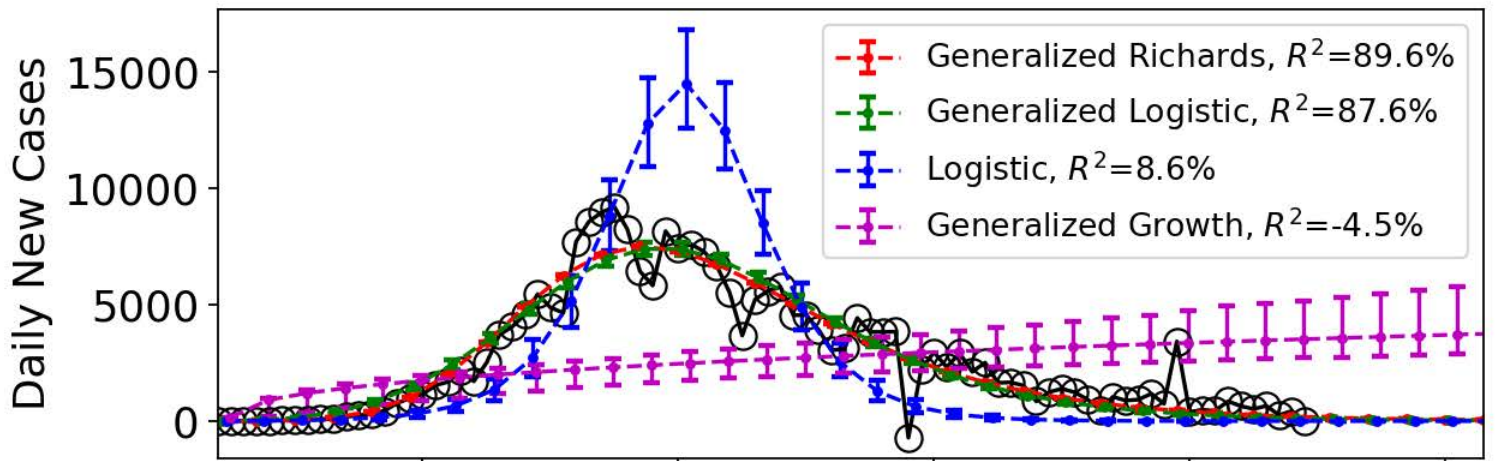 Daily New Cases
15000
10000
5000
0
Generalized Richards, R²=89.6%
Generalized Logistic, R²=87.6%
Logistic, R²=8.6%
Generalized Growth, R²=-4.5%